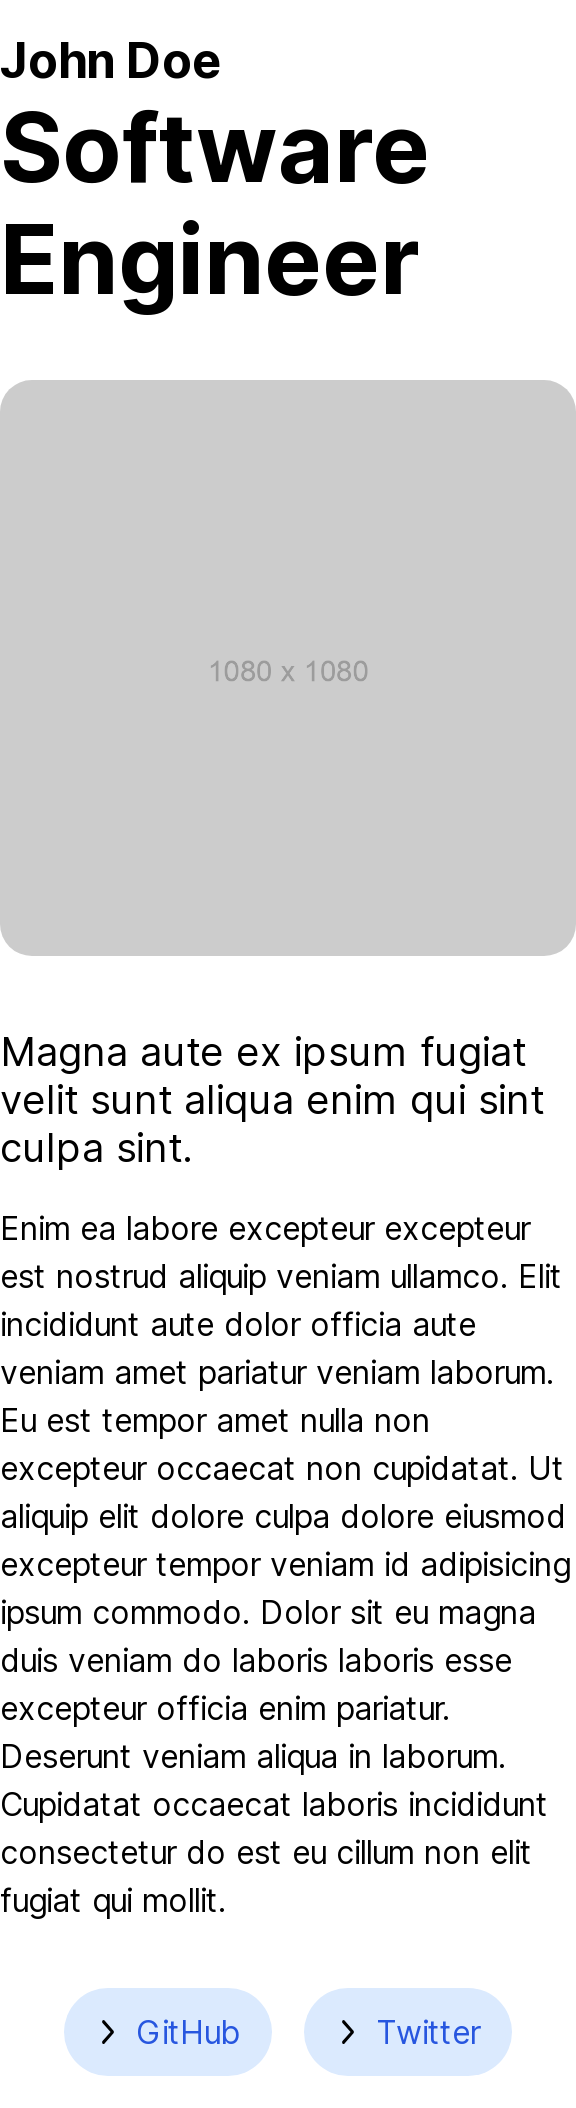 John Doe
Software
Engineer
1080 x 1080
Magna aute ex ipsum fugiat
velit sunt aliqua enim qui sint
culpa sint.
Enim ea labore excepteur excepteur
est nostrud aliquip veniam ullamco. Elit
incididunt aute dolor officia aute
veniam amet pariatur veniam laborum.
Eu est tempor amet nulla non
excepteur occaecat non cupidatat. Ut
aliquip elit dolore culpa dolore eiusmod
excepteur tempor veniam id adipisicing
ipsum commodo. Dolor sit eu magna
duis veniam do laboris laboris esse
excepteur officia enim pariatur.
Deserunt veniam aliqua in laborum.
Cupidatat occaecat laboris incididunt
consectetur do est eu cillum non elit
fugiat qui mollit.
GitHub
Twitter